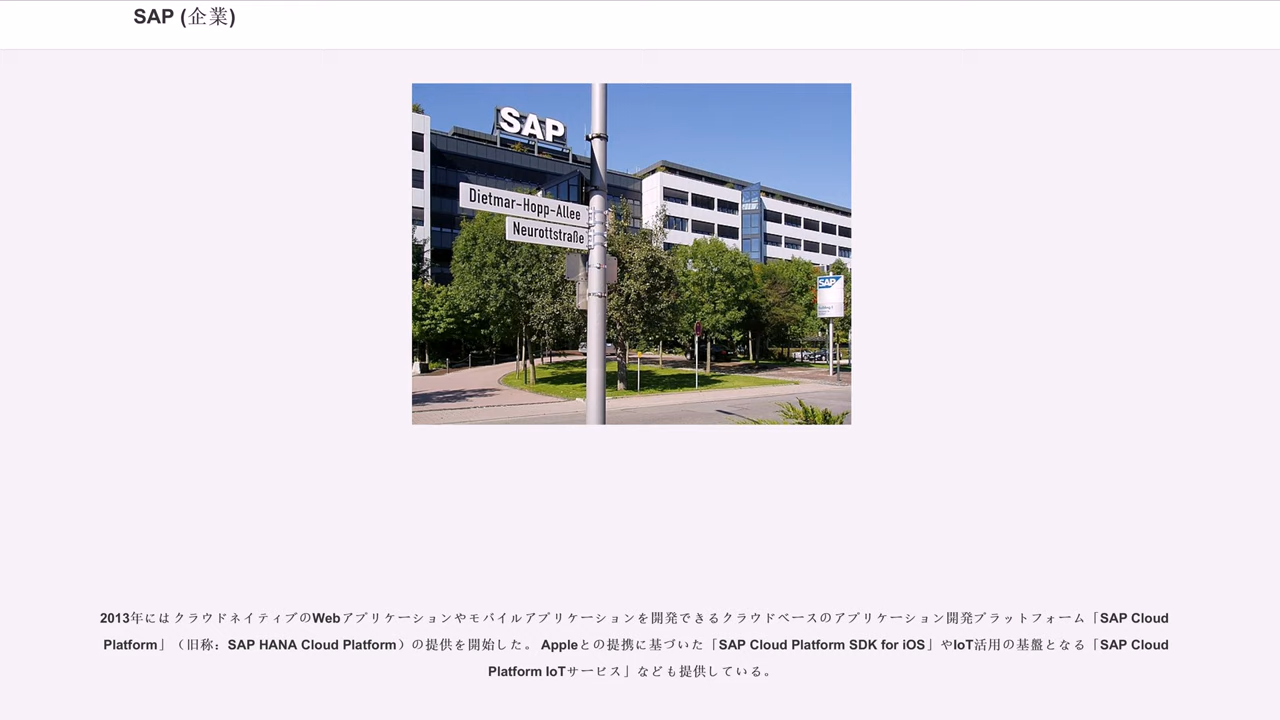 SAP (企業)
SAP
Dietmar-Hopp-Allee
Neurottstraße
SAP
2013年にはクラウドネイティブのWebアプリケーションやモバイルアプリケーションを開発できるクラウドベースのアプリケーション開発プラットフォーム「SAP Cloud
Platform」（旧称：SAP HANA Cloud Platform）の提供を開始した。 Appleとの提携に基づいた「SAP Cloud Platform SDK for iOS」やIoT活用の基盤となる「SAP Cloud
Platform IoTサービス」なども提供している。